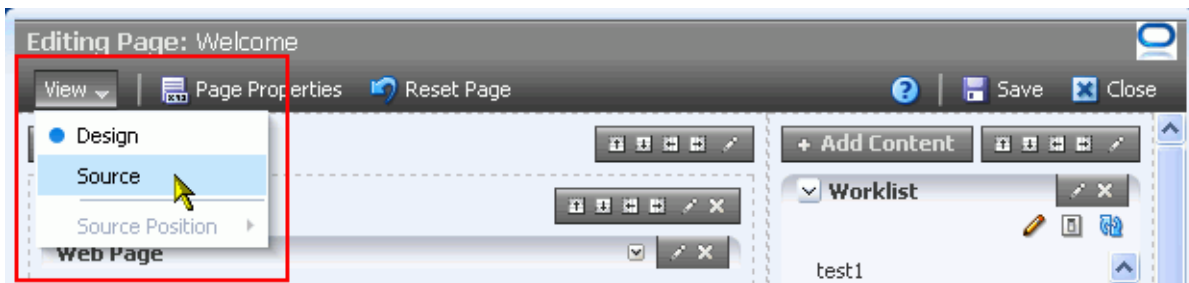 Editing Page: Welcome
View Page Properties Reset Page Save Close
Design
Source
Source Position
+ Add Content
Worklist
Web Page
test1